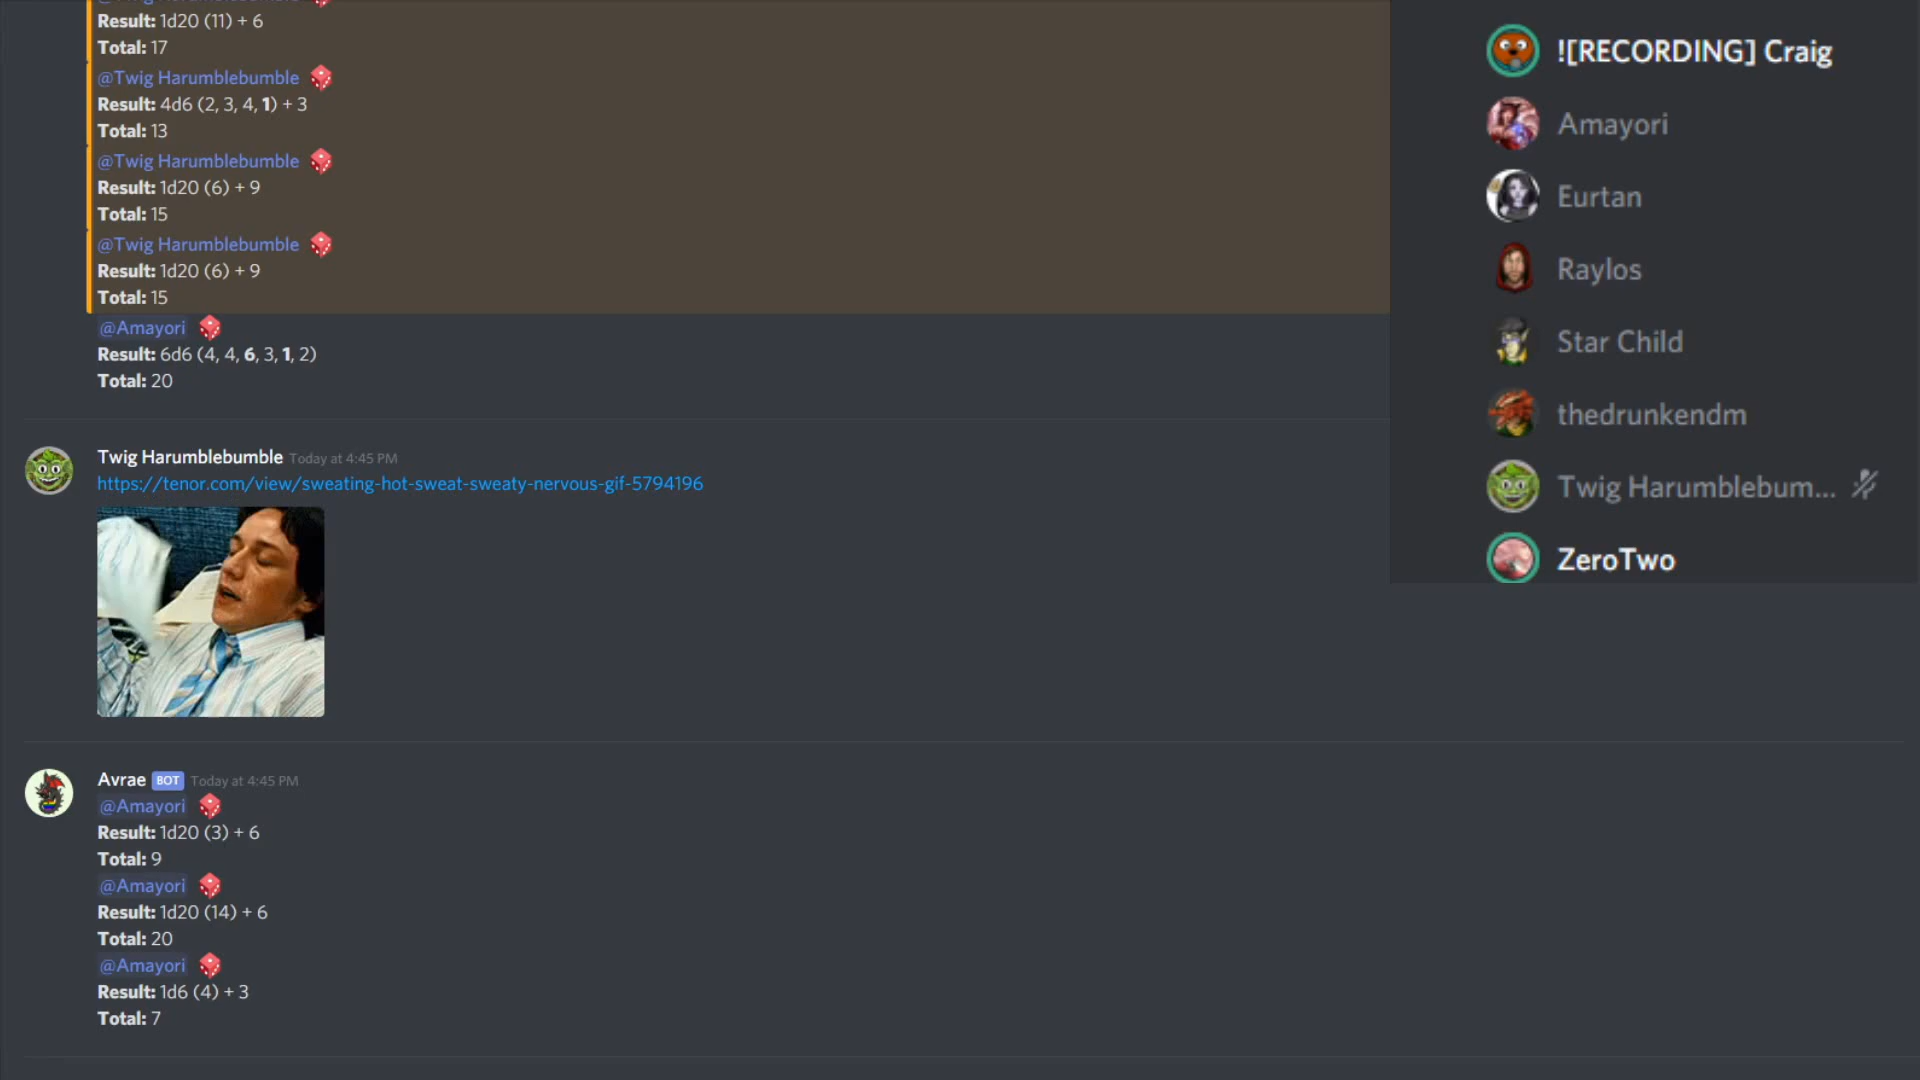 @Twig Harumblebumble
Result: 1d20 (11) + 6
Total: 17
@Twig Harumblebumble
Result: 4d6 (2, 3, 4, 1) + 3
Total: 13
@Twig Harumblebumble
Result: 1d20 (6) + 9
Total: 15
@Twig Harumblebumble
Result: 1d20 (6) + 9
Total: 15
@Amayori
Result: 6d6 (4, 4, 6, 3, 1, 2)
Total: 20
Twig Harumblebumble Today at 4:45 PM
https://tenor.com/view/sweating-hot-sweat-sweaty-nervous-gif-5794196
Avrae BOT Today at 4:45 PM
@Amayori
Result: 1d20 (3) + 6
Total: 9
@Amayori
Result: 1d20 (14) + 6
Total: 20
@Amayori
Result: 1d6 (4) + 3
Total: 7
![RECORDING] Craig
Amayori
Eurtan
Raylos
Star Child
thedrunkendm
Twig Harumblebum...
ZeroTwo